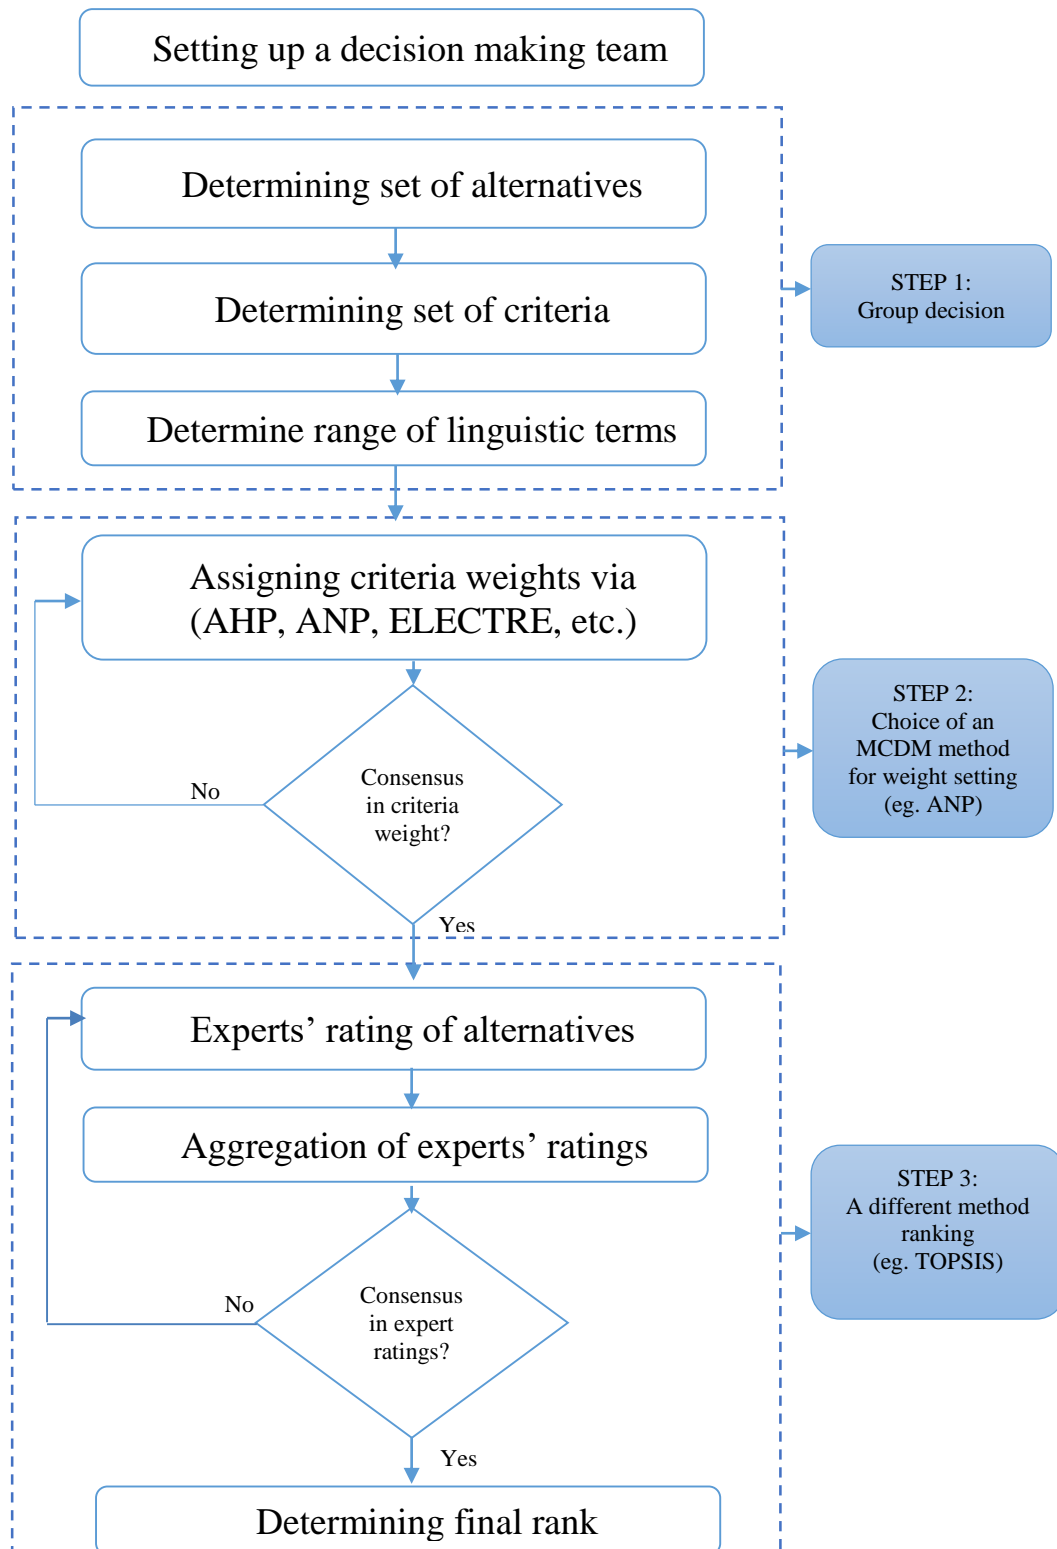 Setting up a decision making team
Determining set of alternatives
Determining set of criteria
Determine range of linguistic terms
STEP 1:
Group decision
Assigning criteria weights via
(AHP, ANP, ELECTRE, etc.)
No
Consensus
in criteria
weight?
Yes
STEP 2:
Choice of an
MCDM method
for weight setting
(eg. ANP)
Experts’ rating of alternatives
Aggregation of experts’ ratings
No
Consensus
in expert
ratings?
Yes
Determining final rank
STEP 3:
A different method
ranking
(eg. TOPSIS)